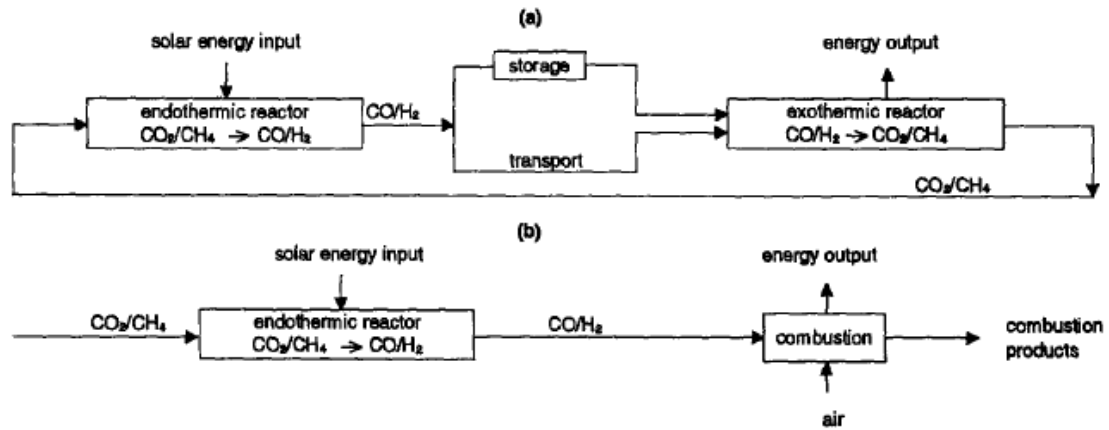 (a)
solar energy input
energy output
storage
endothermic reactor
CO₂/CH₄ → CO/H₂
CO/H₂
exothermic reactor
CO/H₂ → CO₂/CH₄
transport
CO₂/CH₄
(b)
solar energy input
energy output
CO₂/CH₄
endothermic reactor
CO₂/CH₄ → CO/H₂
CO/H₂
combustion
combustion
products
air